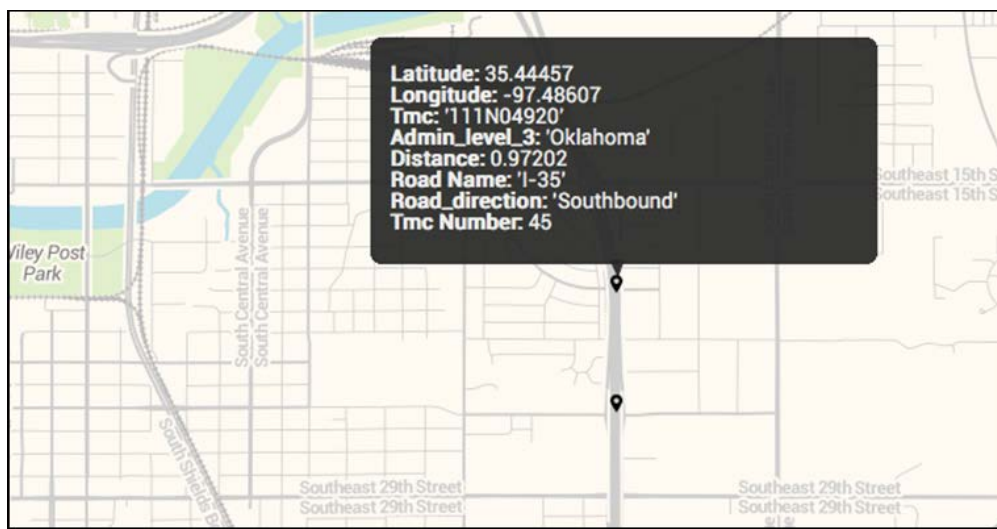 Latitude: 35.44457
Longitude: -97.48607
Tmc: '111N04920'
Admin_level_3: 'Oklahoma'
Distance: 0.97202
Road Name: 'I-35'
Road_direction: 'Southbound'
Tmc Number: 45
Southeast 15th S
Southeast 15th S
Wiley Post
Park
South Central Avenue
South Central Avenue
South Shields B
Southeast 29th Street
Southeast 29th Street
Southeast 29th Street
Southeast 29th Street